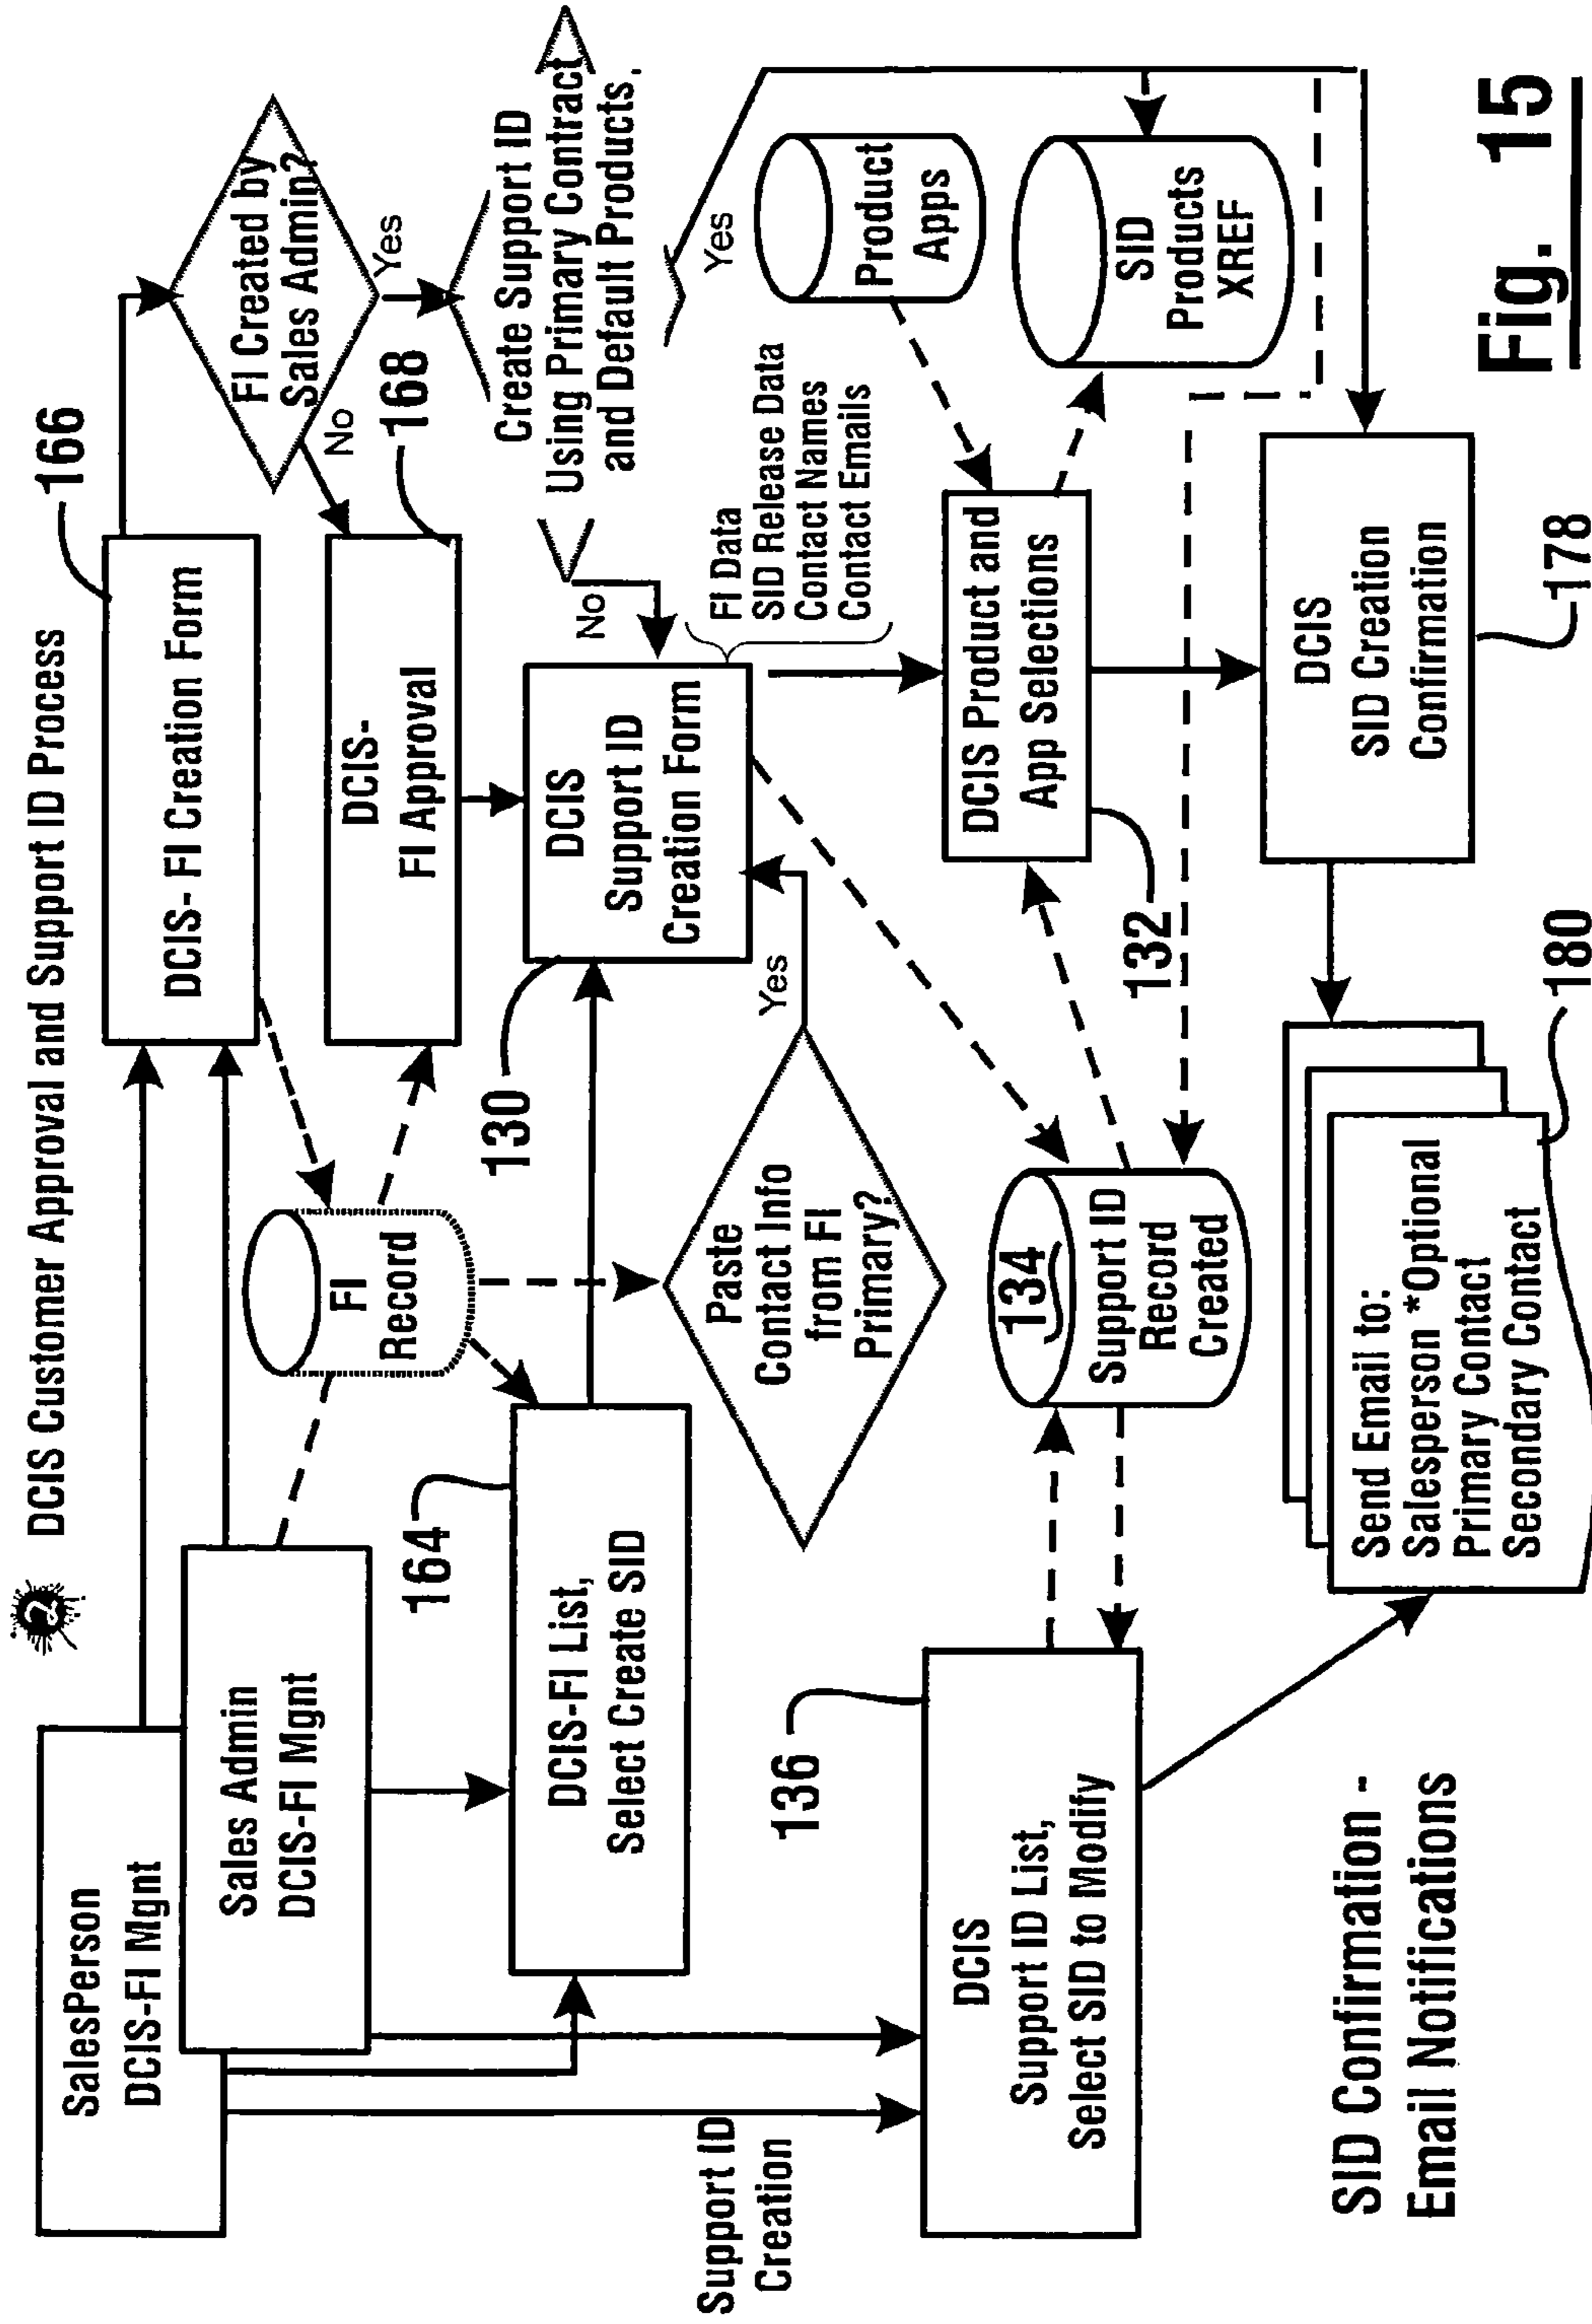 2
DCIS Customer Approval and Support ID Process
SalesPerson
DCIS-FI Mgnt
Sales Admin
DCIS-FI Mgnt
DCIS- FI Creation Form
166
FI Created by
Sales Admin?
No
Yes
FI
Record
DCIS-
FI Approval
168
164
DCIS-FI List,
Select Create SID
130
DCIS
Support ID
Creation Form
No
Create Support ID
Using Primary Contract
and Default Products.
Yes
Paste
Contact Info
from FI
Primary?
Yes
FI Data
SID Release Data
Contact Names
Contact Emails
Product
Apps
Support ID
Creation
136
DCIS
Support ID List,
Select SID to Modify
134
Support ID
Record
Created
DCIS Product and
App Selections
132
SID
Products
XREF
SID Confirmation -
Email Notifications
Send Email to:
Salesperson *Optional
Primary Contact
Secondary Contact
180
DCIS
SID Creation
Confirmation
178
Fig. 15